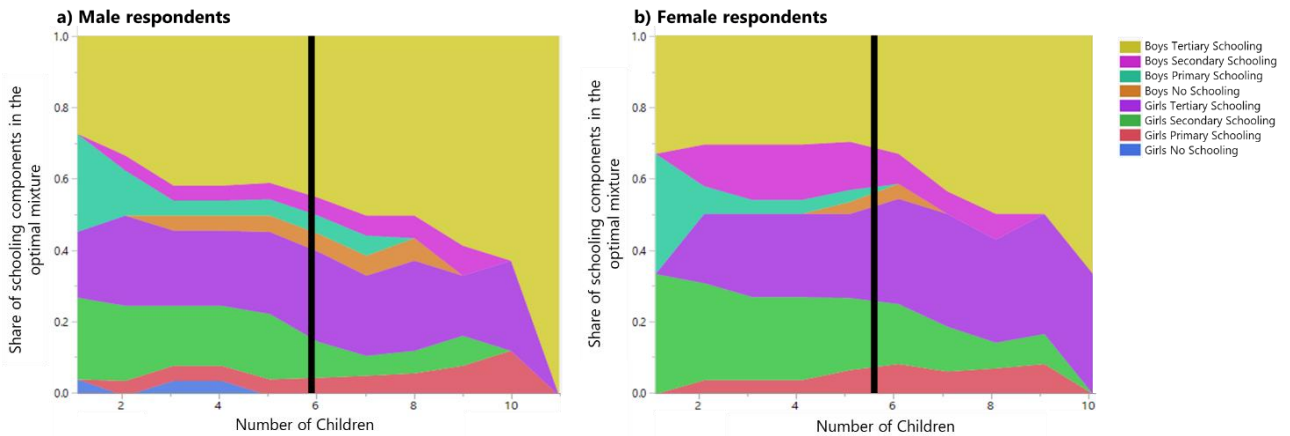 a) Male respondents
Share of schooling components in the
optimal mixture
1.0
0.8
0.6
0.4
0.2
0.0
2 4 6 8 10
Number of Children
b) Female respondents
Share of schooling components in the
optimal mixture
1.0
0.8
0.6
0.4
0.2
0.0
2 4 6 8 10
Number of Children
Boys Tertiary Schooling
Boys Secondary Schooling
Boys Primary Schooling
Boys No Schooling
Girls Tertiary Schooling
Girls Secondary Schooling
Girls Primary Schooling
Girls No Schooling